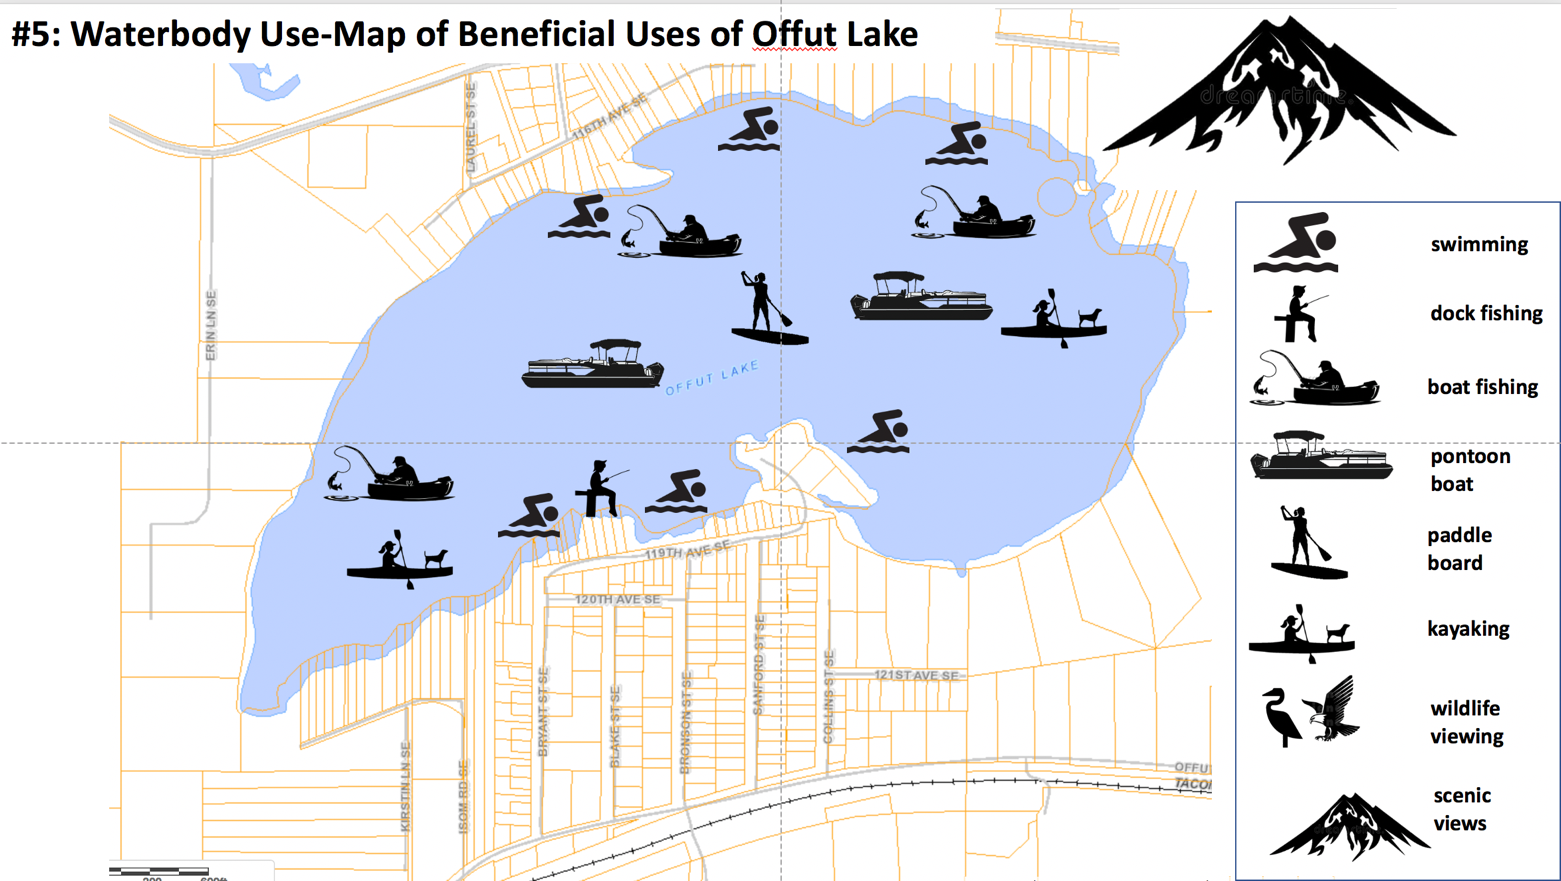 #5: Waterbody Use-Map of Beneficial Uses of Offut Lake
dreamstime.
LAUREL ST SE
116TH AVE SE
ERIN LN SE
OFFUT LAKE
119TH AVE SE
120TH AVE SE
121ST AVE SE
BRYANT ST SE
BLAKE ST SE
BRONSON ST SE
SANFORD ST SE
COLLINS ST SE
KIRSTIN LN SE
ISOM RD SE
OFFU
TACO
swimming
dock fishing
boat fishing
pontoon
boat
paddle
board
kayaking
wildlife
viewing
scenic
views